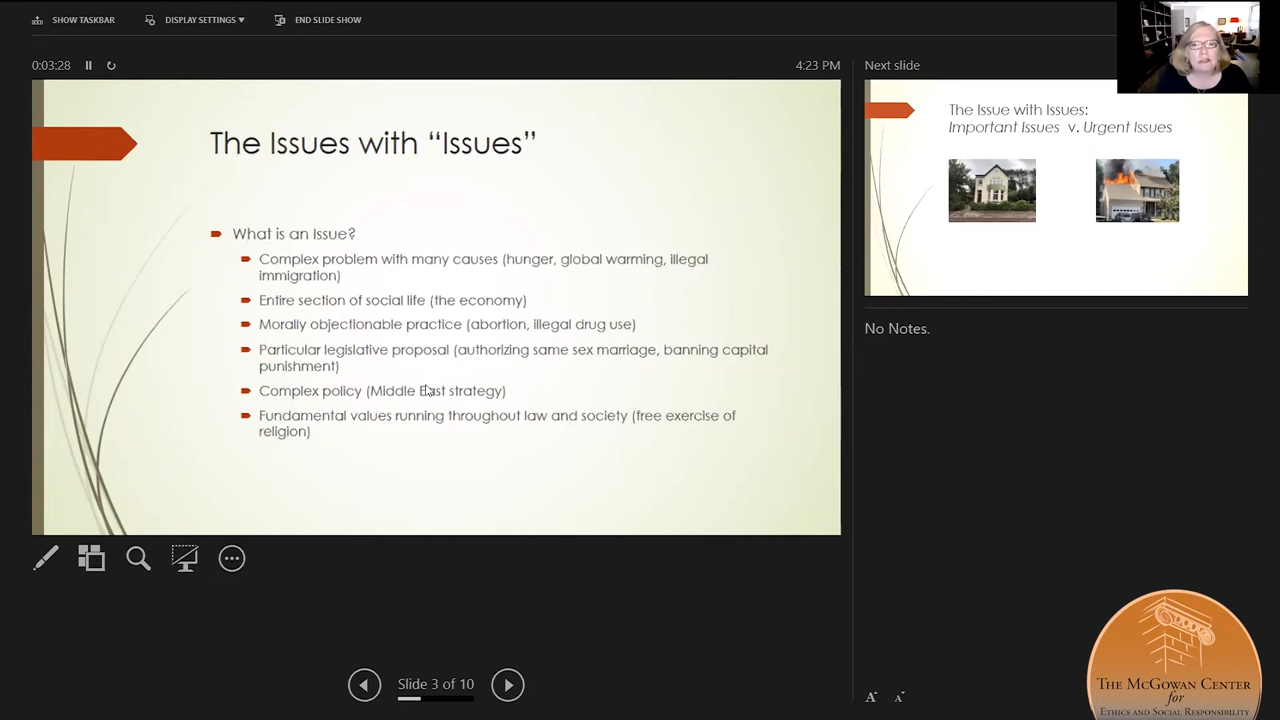 SHOW TASKBAR
DISPLAY SETTINGS
END SLIDE SHOW
0:03:28
4:23 PM
The Issues with “Issues”
What is an Issue?
Complex problem with many causes (hunger, global warming, illegal
immigration)
Entire section of social life (the economy)
Morally objectionable practice (abortion, illegal drug use)
Particular legislative proposal (authorizing same sex marriage, banning capital
punishment)
Complex policy (Middle East strategy)
Fundamental values running throughout law and society (free exercise of
religion)
Slide 3 of 10
Next slide
The Issue with Issues:
Important Issues v. Urgent Issues
No Notes.
A A
THE MCGOWAN CENTER
for
ETHICS AND SOCIAL RESPONSIBILITY